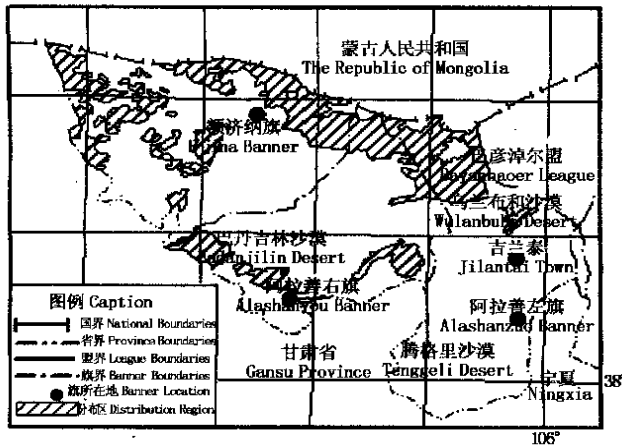 蒙古人民共和国
The Republic of Mongolia
额济纳旗
Banner
巴彦淖尔盟
League
乌兰布和沙漠
Desert
巴丹吉林沙漠
Desert
吉兰泰
Jilantai Town
阿拉善右旗
Alashanyou Banner
阿拉善左旗
Alashanzuo Banner
甘肃省
Gansu Province
腾格里沙漠
Tenggeli Desert
宁夏
Ningxia
38°
106°
图例 Caption
国界 National Boundaries
省界 Province Boundaries
盟界 League Boundaries
旗界 Banner Boundaries
旗所在地 Banner Location
分布区 Distribution Region